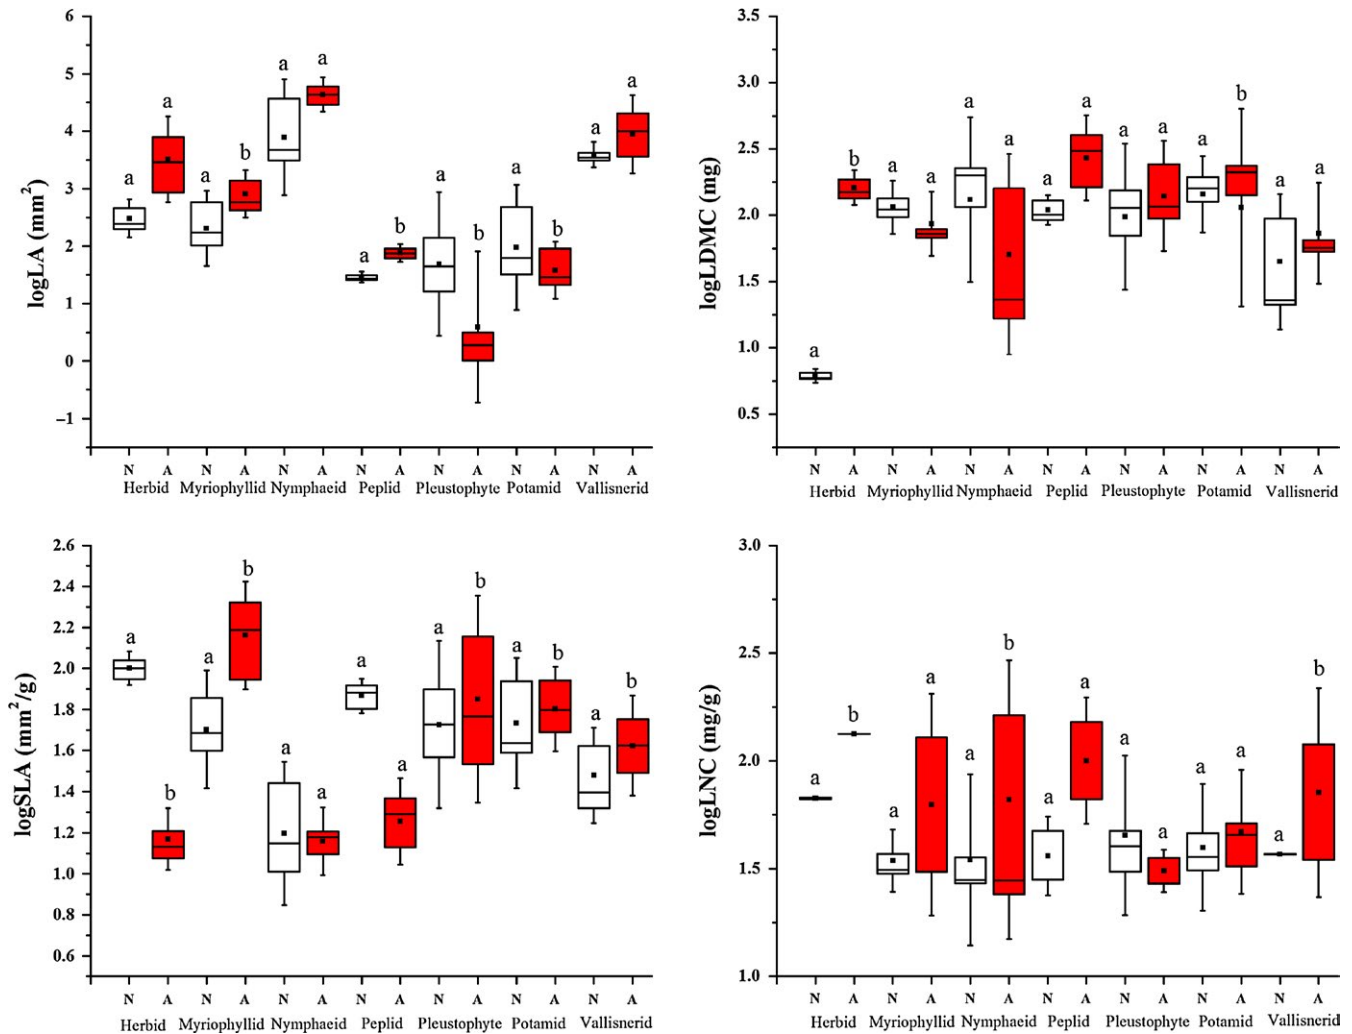 logLA (mm²)
6
5
4
3
2
1
0
–1
a a a b a a a b a b a b a a
N A N A N A N A N A N A N A
Herbid Myriophyllid Nymphaeid Peplid Pleustophyte Potamid Vallisnerid
logLDMC (mg)
3.5
3.0
2.5
2.0
1.5
1.0
0.5
a b a a a a a a a a a b a a
N A N A N A N A N A N A N A
Herbid Myriophyllid Nymphaeid Peplid Pleustophyte Potamid Vallisnerid
logSLA (mm²/g)
2.6
2.4
2.2
2.0
1.8
1.6
1.4
1.2
1.0
0.8
0.6
a b a b a a a a a b a b a b
N A N A N A N A N A N A N A
Herbid Myriophyllid Nymphaeid Peplid Pleustophyte Potamid Vallisnerid
logLNC (mg/g)
3.0
2.5
2.0
1.5
1.0
a b a a a b a a a a a a a b
N A N A N A N A N A N A N A
Herbid Myriophyllid Nymphaeid Peplid Pleustophyte Potamid Vallisnerid